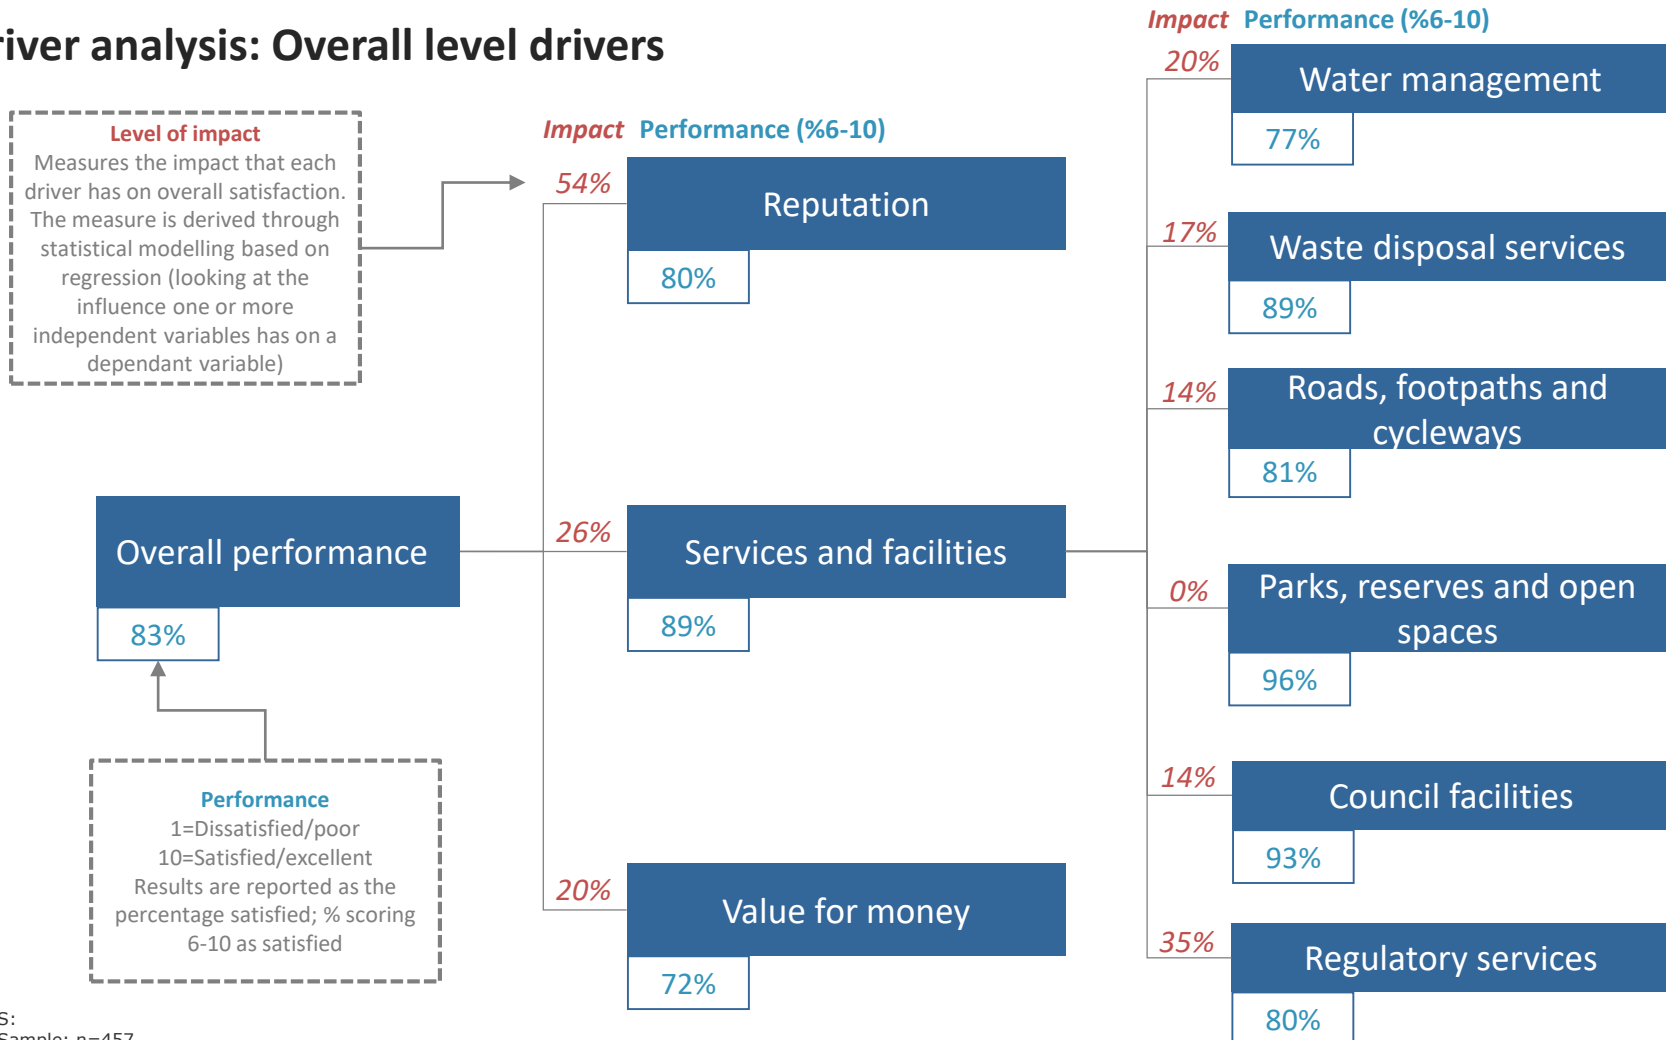 river analysis: Overall level drivers
Impact Performance (%6-10)
Level of impact
Measures the impact that each
driver has on overall satisfaction.
The measure is derived through
statistical modelling based on
regression (looking at the
influence one or more
independent variables has on a
dependant variable)
Impact Performance (%6-10)
54%
Reputation
80%
26%
Services and facilities
89%
20%
Value for money
72%
Overall performance
83%
Performance
1=Dissatisfied/poor
10=Satisfied/excellent
Results are reported as the
percentage satisfied; % scoring
6-10 as satisfied
20%
Water management
77%
17%
Waste disposal services
89%
14%
Roads, footpaths and
cycleways
81%
0%
Parks, reserves and open
spaces
96%
14%
Council facilities
93%
35%
Regulatory services
80%
S:
Sample: n=457